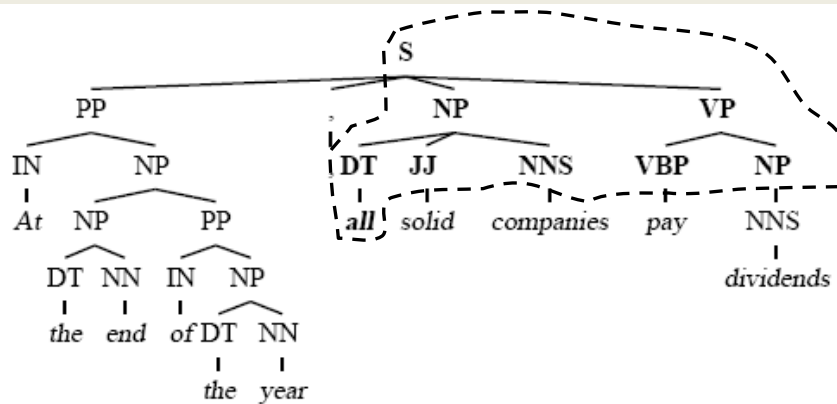 S
PP , NP VP
IN NP , DT JJ NNS VBP NP
At NP PP all solid companies pay NNS
DT NN IN NP dividends
the end of DT NN
the year